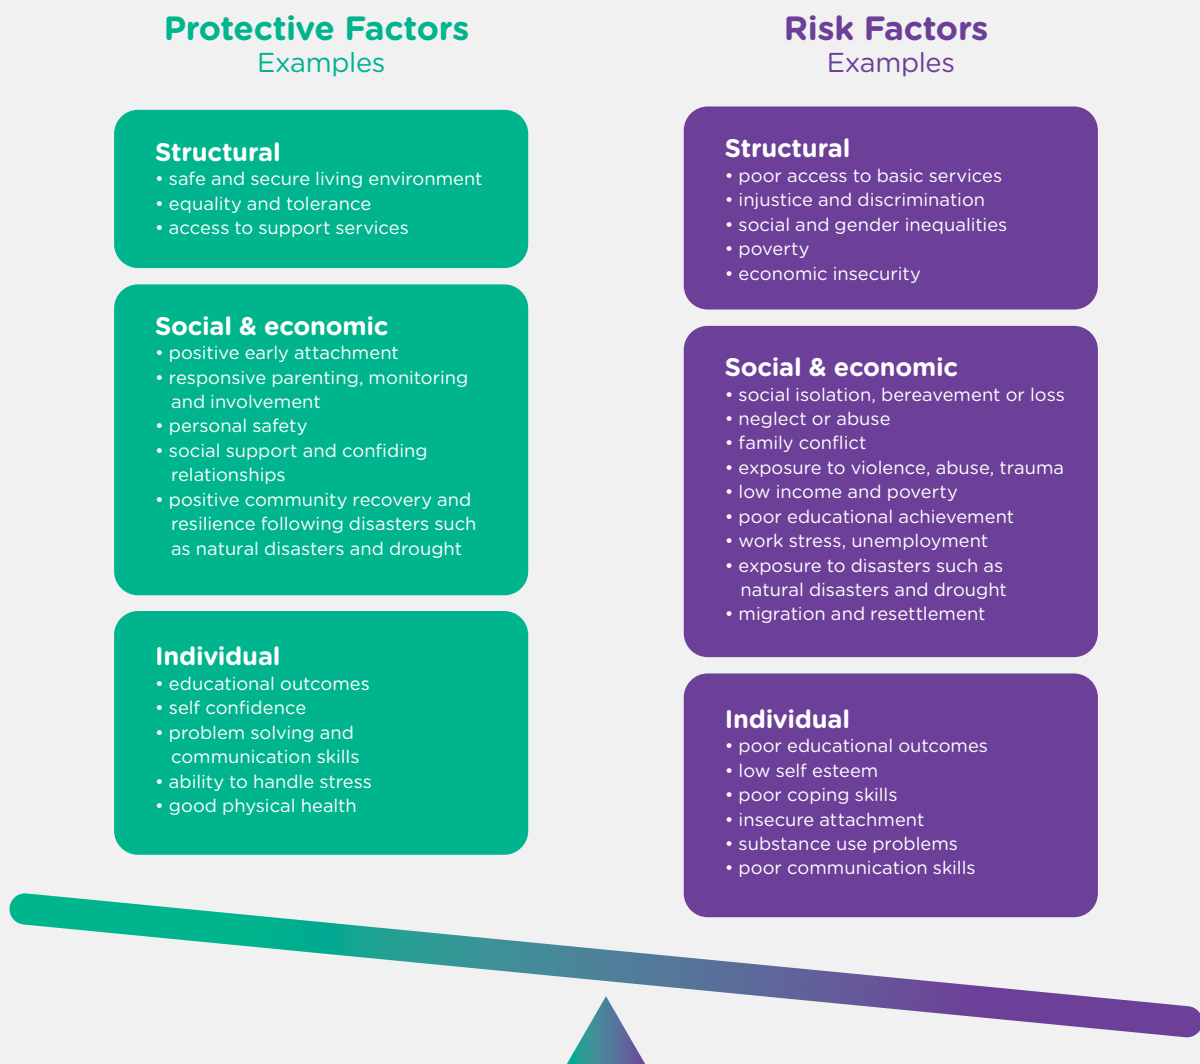 Protective Factors
Examples
Structural
• safe and secure living environment
• equality and tolerance
• access to support services
Social & economic
• positive early attachment
• responsive parenting, monitoring
and involvement
• personal safety
• social support and confiding
relationships
• positive community recovery and
resilience following disasters such
as natural disasters and drought
Individual
• educational outcomes
• self confidence
• problem solving and
communication skills
• ability to handle stress
• good physical health
Risk Factors
Examples
Structural
• poor access to basic services
• injustice and discrimination
• social and gender inequalities
• poverty
• economic insecurity
Social & economic
• social isolation, bereavement or loss
• neglect or abuse
• family conflict
• exposure to violence, abuse, trauma
• low income and poverty
• poor educational achievement
• work stress, unemployment
• exposure to disasters such as
natural disasters and drought
• migration and resettlement
Individual
• poor educational outcomes
• low self esteem
• poor coping skills
• insecure attachment
• substance use problems
• poor communication skills